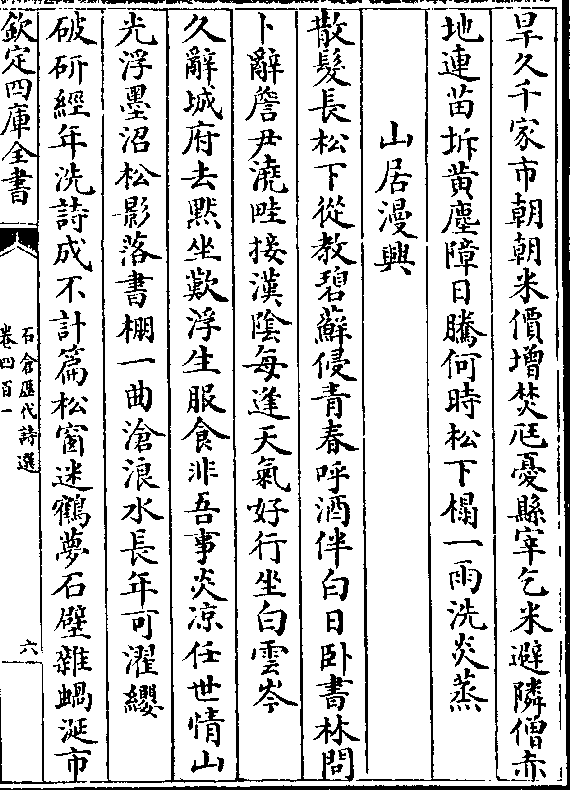 旱久千家市朝朝米價增焚尫憂縣宰乞米避隣僧赤
地連苗坼黄塵障日騰何時松下榻一雨洗炎蒸
山居漫興
散髮長松下從教碧蘚侵青春呼酒伴白日卧書林問
卜辭詹尹澆畦接漢陰每逢天氣好行坐白雲岑
久辭城府去黙坐歎浮生服食非吾事炎凉任世情山
光浮墨沼松影落書棚一曲滄浪水長年可濯纓
破硏經年洗詩成不計篇松窗迷鶴夢石壁雜蝸涎市
欽定四庫全書
石倉歷代詩選
卷四百一
六